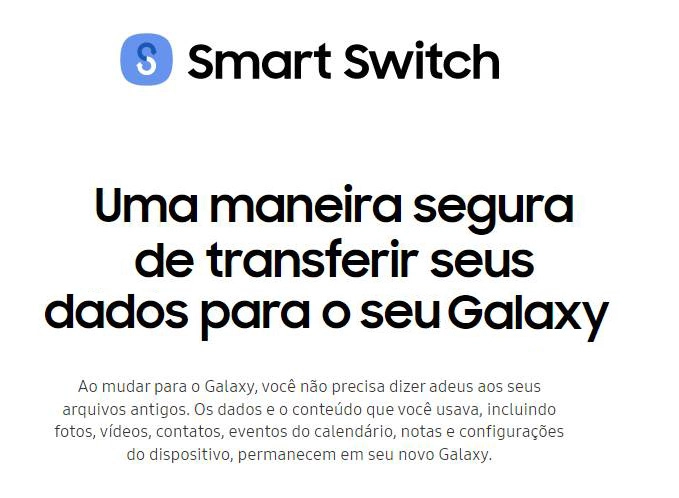 Smart Switch
Uma maneira segura
de transferir seus
dados para o seu Galaxy
Ao mudar para o Galaxy, você não precisa dizer adeus aos seus
arquivos antigos. Os dados e o conteúdo que você usava, incluindo
fotos, vídeos, contatos, eventos do calendário, notas e configurações
do dispositivo, permanecem em seu novo Galaxy.